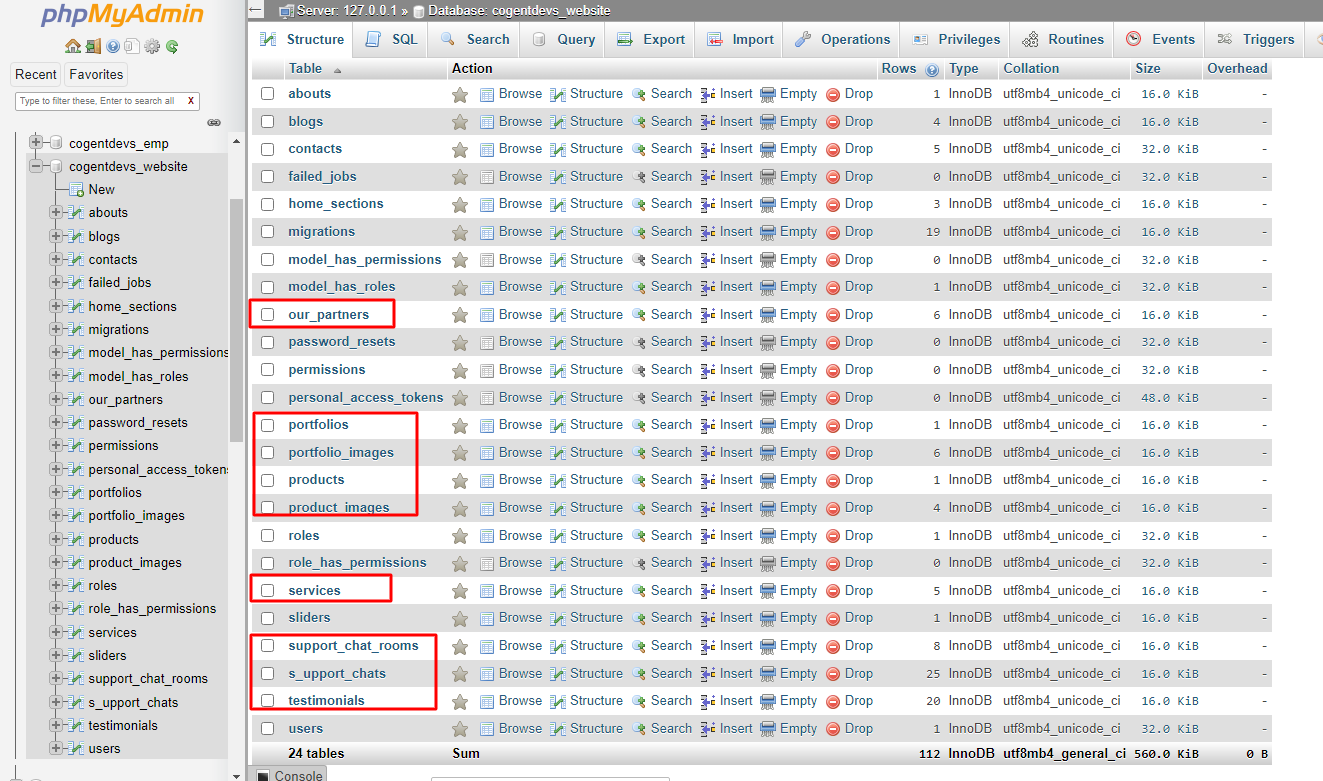 phpMyAdmin
Recent Favorites
Type to filter these, Enter to search all X
cogentdevs_emp
cogentdevs_website
New
abouts
blogs
contacts
failed_jobs
home_sections
migrations
model_has_permissions
model_has_roles
our_partners
password_resets
permissions
personal_access_tokens
portfolios
portfolio_images
products
product_images
roles
role_has_permissions
services
sliders
support_chat_rooms
s_upport_chats
testimonials
users
Server: 127.0.0.1 » Database: cogentdevs_website
Structure SQL Search Query Export Import Operations Privileges Routines Events Triggers
Table Action Rows Type Collation Size Overhead
abouts Browse Structure Search Insert Empty Drop 1 InnoDB utf8mb4_unicode_ci 16.0 KiB -
blogs Browse Structure Search Insert Empty Drop 4 InnoDB utf8mb4_unicode_ci 16.0 KiB -
contacts Browse Structure Search Insert Empty Drop 5 InnoDB utf8mb4_unicode_ci 32.0 KiB -
failed_jobs Browse Structure Search Insert Empty Drop 0 InnoDB utf8mb4_unicode_ci 32.0 KiB -
home_sections Browse Structure Search Insert Empty Drop 3 InnoDB utf8mb4_unicode_ci 16.0 KiB -
migrations Browse Structure Search Insert Empty Drop 19 InnoDB utf8mb4_unicode_ci 16.0 KiB -
model_has_permissions Browse Structure Search Insert Empty Drop 0 InnoDB utf8mb4_unicode_ci 32.0 KiB -
model_has_roles Browse Structure Search Insert Empty Drop 1 InnoDB utf8mb4_unicode_ci 32.0 KiB -
our_partners Browse Structure Search Insert Empty Drop 6 InnoDB utf8mb4_unicode_ci 16.0 KiB -
password_resets Browse Structure Search Insert Empty Drop 0 InnoDB utf8mb4_unicode_ci 32.0 KiB -
permissions Browse Structure Search Insert Empty Drop 0 InnoDB utf8mb4_unicode_ci 32.0 KiB -
personal_access_tokens Browse Structure Search Insert Empty Drop 0 InnoDB utf8mb4_unicode_ci 48.0 KiB -
portfolios Browse Structure Search Insert Empty Drop 1 InnoDB utf8mb4_unicode_ci 16.0 KiB -
portfolio_images Browse Structure Search Insert Empty Drop 6 InnoDB utf8mb4_unicode_ci 16.0 KiB -
products Browse Structure Search Insert Empty Drop 1 InnoDB utf8mb4_unicode_ci 16.0 KiB -
product_images Browse Structure Search Insert Empty Drop 4 InnoDB utf8mb4_unicode_ci 16.0 KiB -
roles Browse Structure Search Insert Empty Drop 1 InnoDB utf8mb4_unicode_ci 32.0 KiB -
role_has_permissions Browse Structure Search Insert Empty Drop 0 InnoDB utf8mb4_unicode_ci 32.0 KiB -
services Browse Structure Search Insert Empty Drop 5 InnoDB utf8mb4_unicode_ci 16.0 KiB -
sliders Browse Structure Search Insert Empty Drop 1 InnoDB utf8mb4_unicode_ci 16.0 KiB -
support_chat_rooms Browse Structure Search Insert Empty Drop 8 InnoDB utf8mb4_unicode_ci 16.0 KiB -
s_upport_chats Browse Structure Search Insert Empty Drop 25 InnoDB utf8mb4_unicode_ci 16.0 KiB -
testimonials Browse Structure Search Insert Empty Drop 20 InnoDB utf8mb4_unicode_ci 16.0 KiB -
users Browse Structure Search Insert Empty Drop 1 InnoDB utf8mb4_unicode_ci 32.0 KiB -
24 tables Sum 112 InnoDB utf8mb4_general_ci 560.0 KiB 0 B
Console